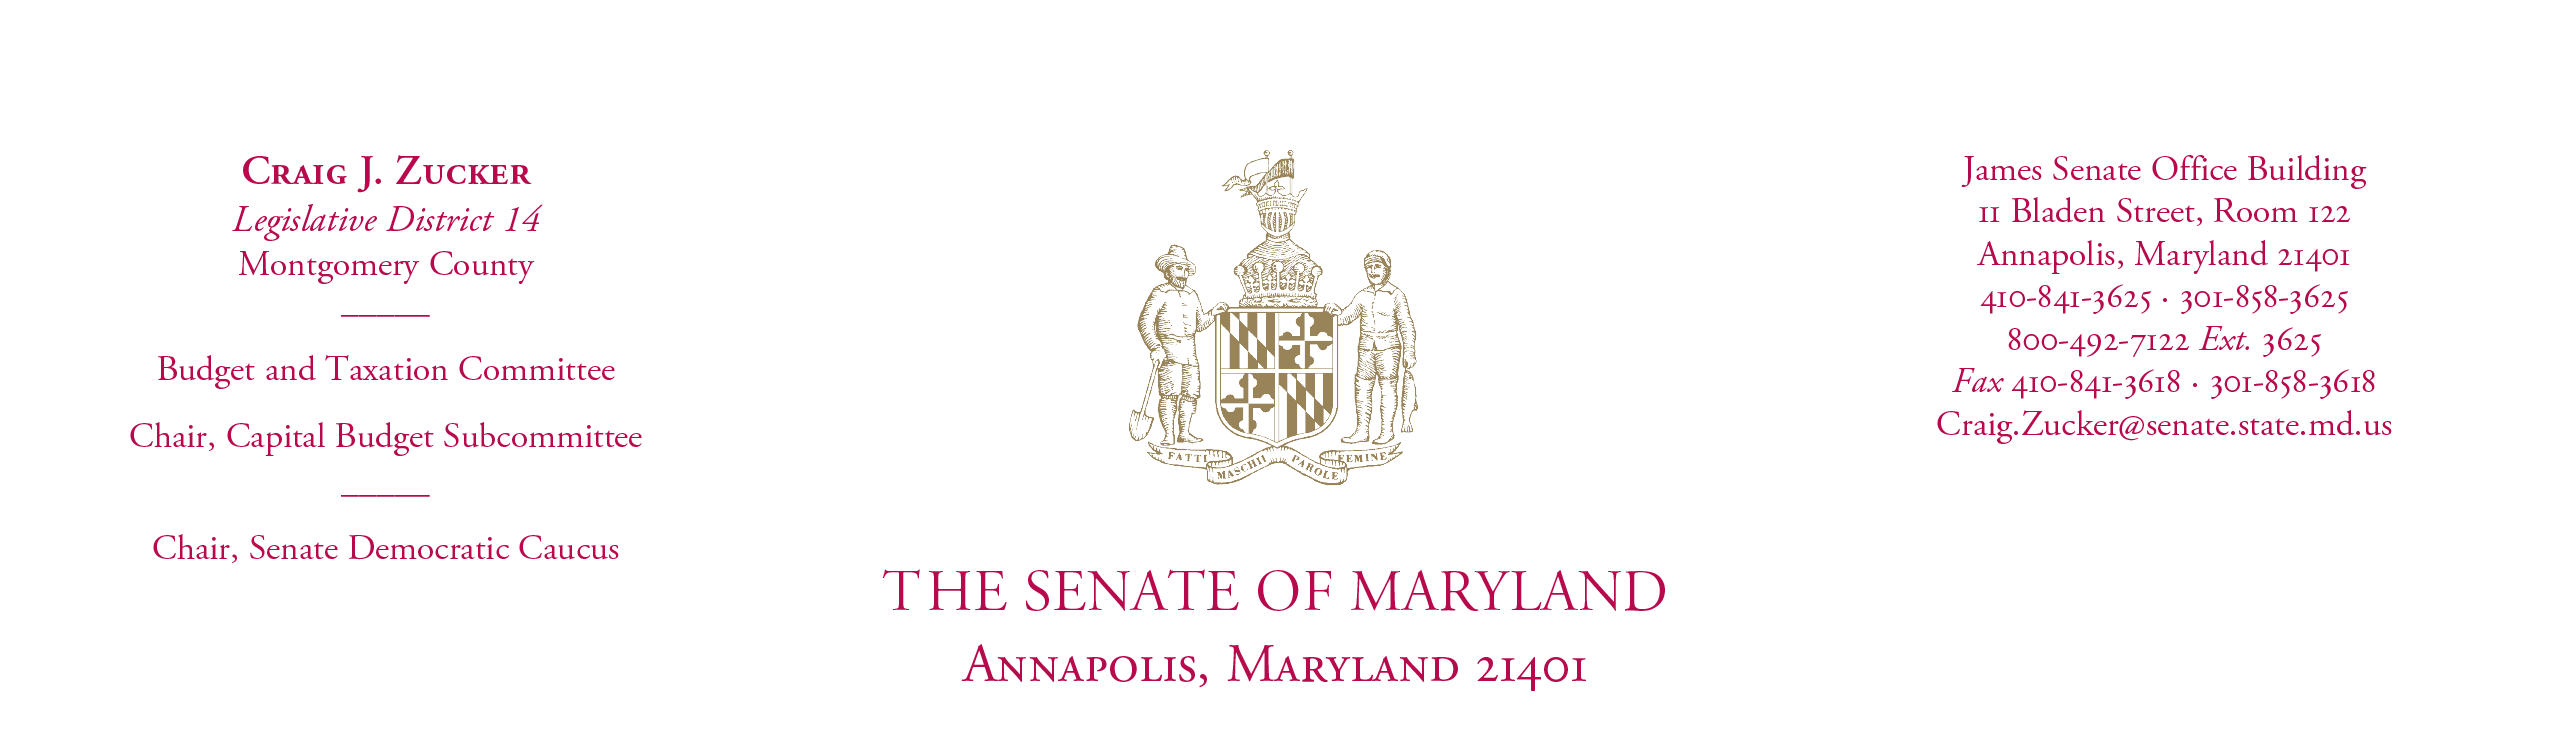 Craig J. Zucker
Legislative District 14
Montgomery County
Budget and Taxation Committee
Chair, Capital Budget Subcommittee
Chair, Senate Democratic Caucus
FATTI MASCHII PAROLE FEMINE
THE SENATE OF MARYLAND
Annapolis, Maryland 21401
James Senate Office Building
11 Bladen Street, Room 122
Annapolis, Maryland 21401
410-841-3625 · 301-858-3625
800-492-7122 Ext. 3625
Fax 410-841-3618 · 301-858-3618
Craig.Zucker@senate.state.md.us